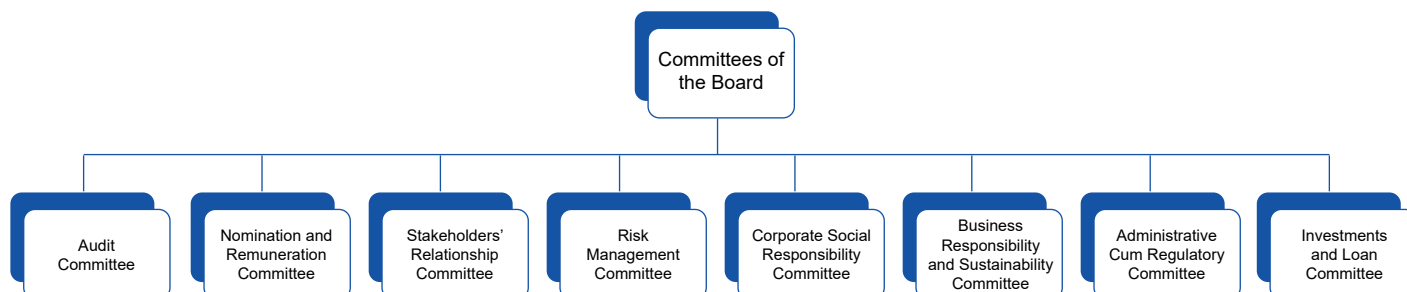 Committees of
the Board
Audit
Committee
Nomination and
Remuneration
Committee
Stakeholders’
Relationship
Committee
Risk
Management
Committee
Corporate Social
Responsibility
Committee
Business
Responsibility
and Sustainability
Committee
Administrative
Cum Regulatory
Committee
Investments
and Loan
Committee